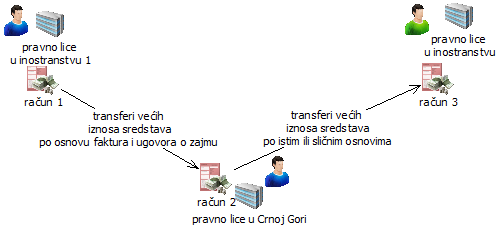 pravno lice
u inostranstvu 1
račun 1
transferi većih
iznosa sredstava
po osnovu faktura i ugovora o zajmu
račun 2
pravno lice u Crnoj Gori
transferi većih
iznosa sredstava
po istim ili sličnim osnovima
pravno lice
u inostranstvu
račun 3